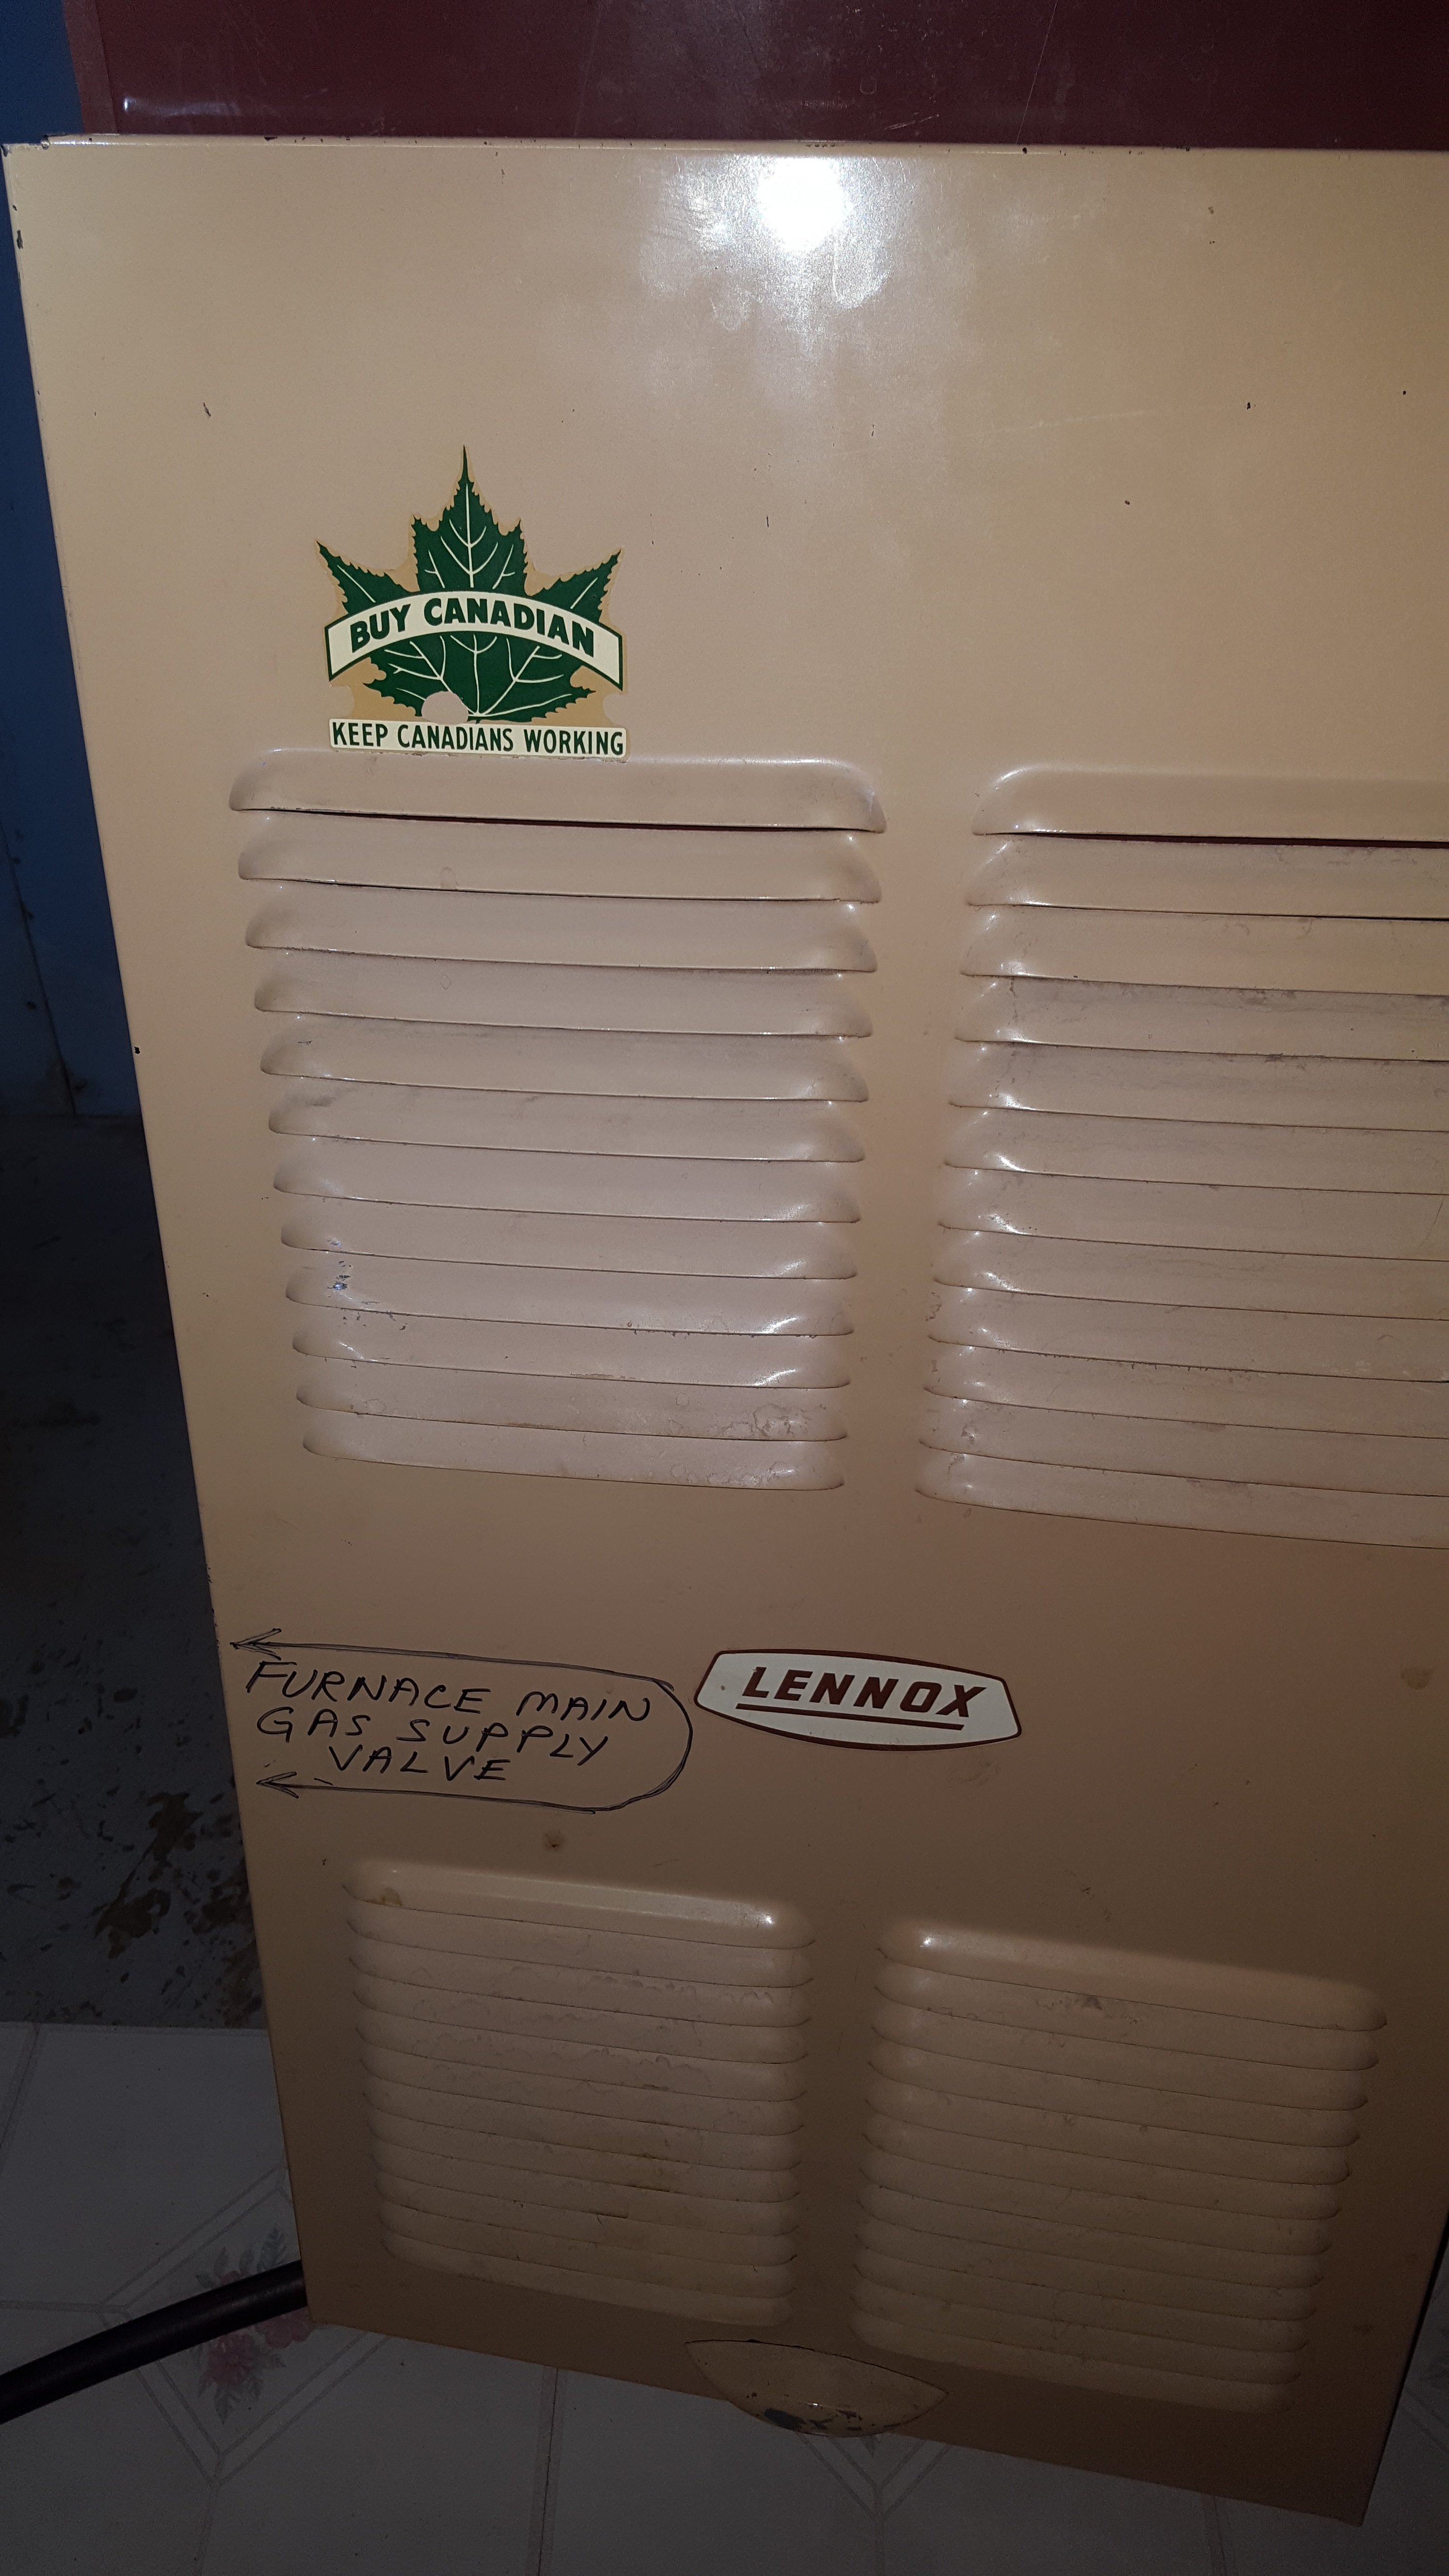 BUY CANADIAN
KEEP CANADIANS WORKING
LENNOX
FURNACE MAIN
GAS SUPPLY
VALVE